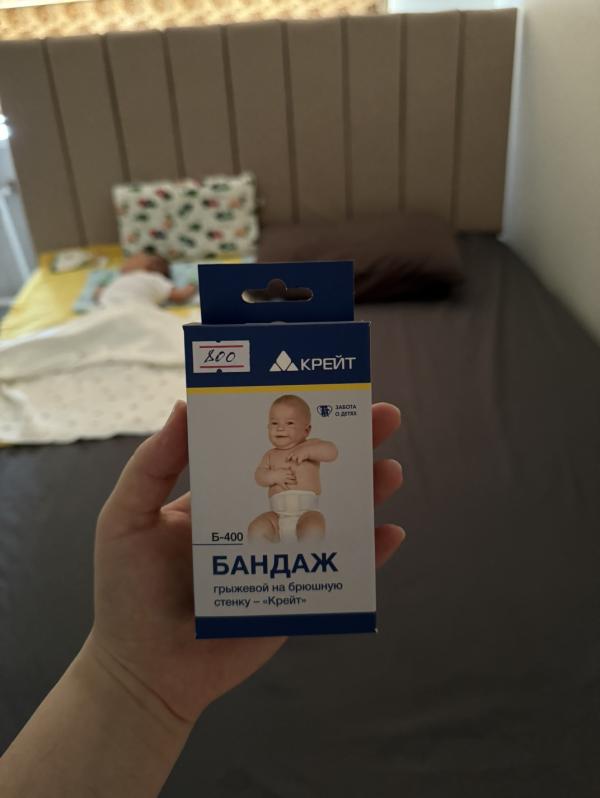 800
КРЕЙТ
ЗАБОТА
О ДЕТЯХ
Б-400
БАНДАЖ
грыжевой на брюшную
стенку – «Крейт»